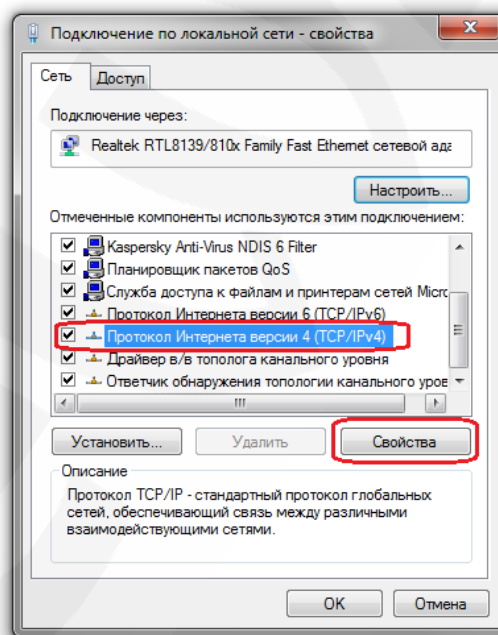 Подключение по локальной сети - свойства
Сеть
Доступ
Подключение через:
Realtek RTL8139/810x Family Fast Ethernet сетевой ада
Настроить...
Отмеченные компоненты используются этим подключением:
Kaspersky Anti-Virus NDIS 6 Filter
Планировщик пакетов QoS
Служба доступа к файлам и принтерам сетей Micro
Протокол Интернета версии 6 (TCP/IPv6)
Протокол Интернета версии 4 (TCP/IPv4)
Драйвер в/в тополога канального уровня
Ответчик обнаружения топологии канального уров
Установить...
Удалить
Свойства
Описание
Протокол TCP/IP - стандартный протокол глобальных
сетей, обеспечивающий связь между различными
взаимодействующими сетями.
OK
Отмена